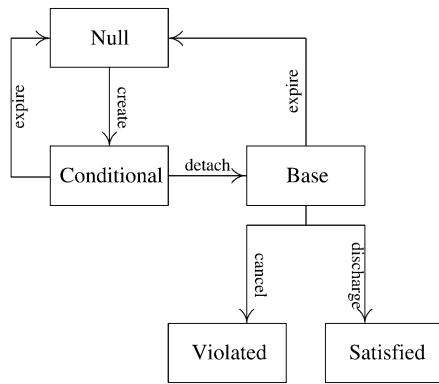 Null
expire
create
expire
Conditional
detach
Base
cancel
discharge
Violated
Satisfied